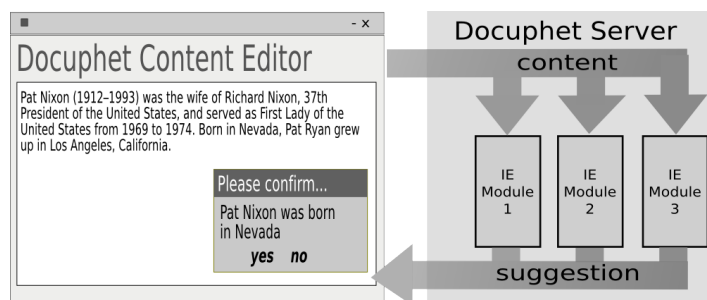 - x
Docuphet Content Editor
Pat Nixon (1912–1993) was the wife of Richard Nixon, 37th
President of the United States, and served as First Lady of the
United States from 1969 to 1974. Born in Nevada, Pat Ryan grew
up in Los Angeles, California.
Please confirm...
Pat Nixon was born
in Nevada
yes no
Docuphet Server
content
IE
Module
1
IE
Module
2
IE
Module
3
suggestion